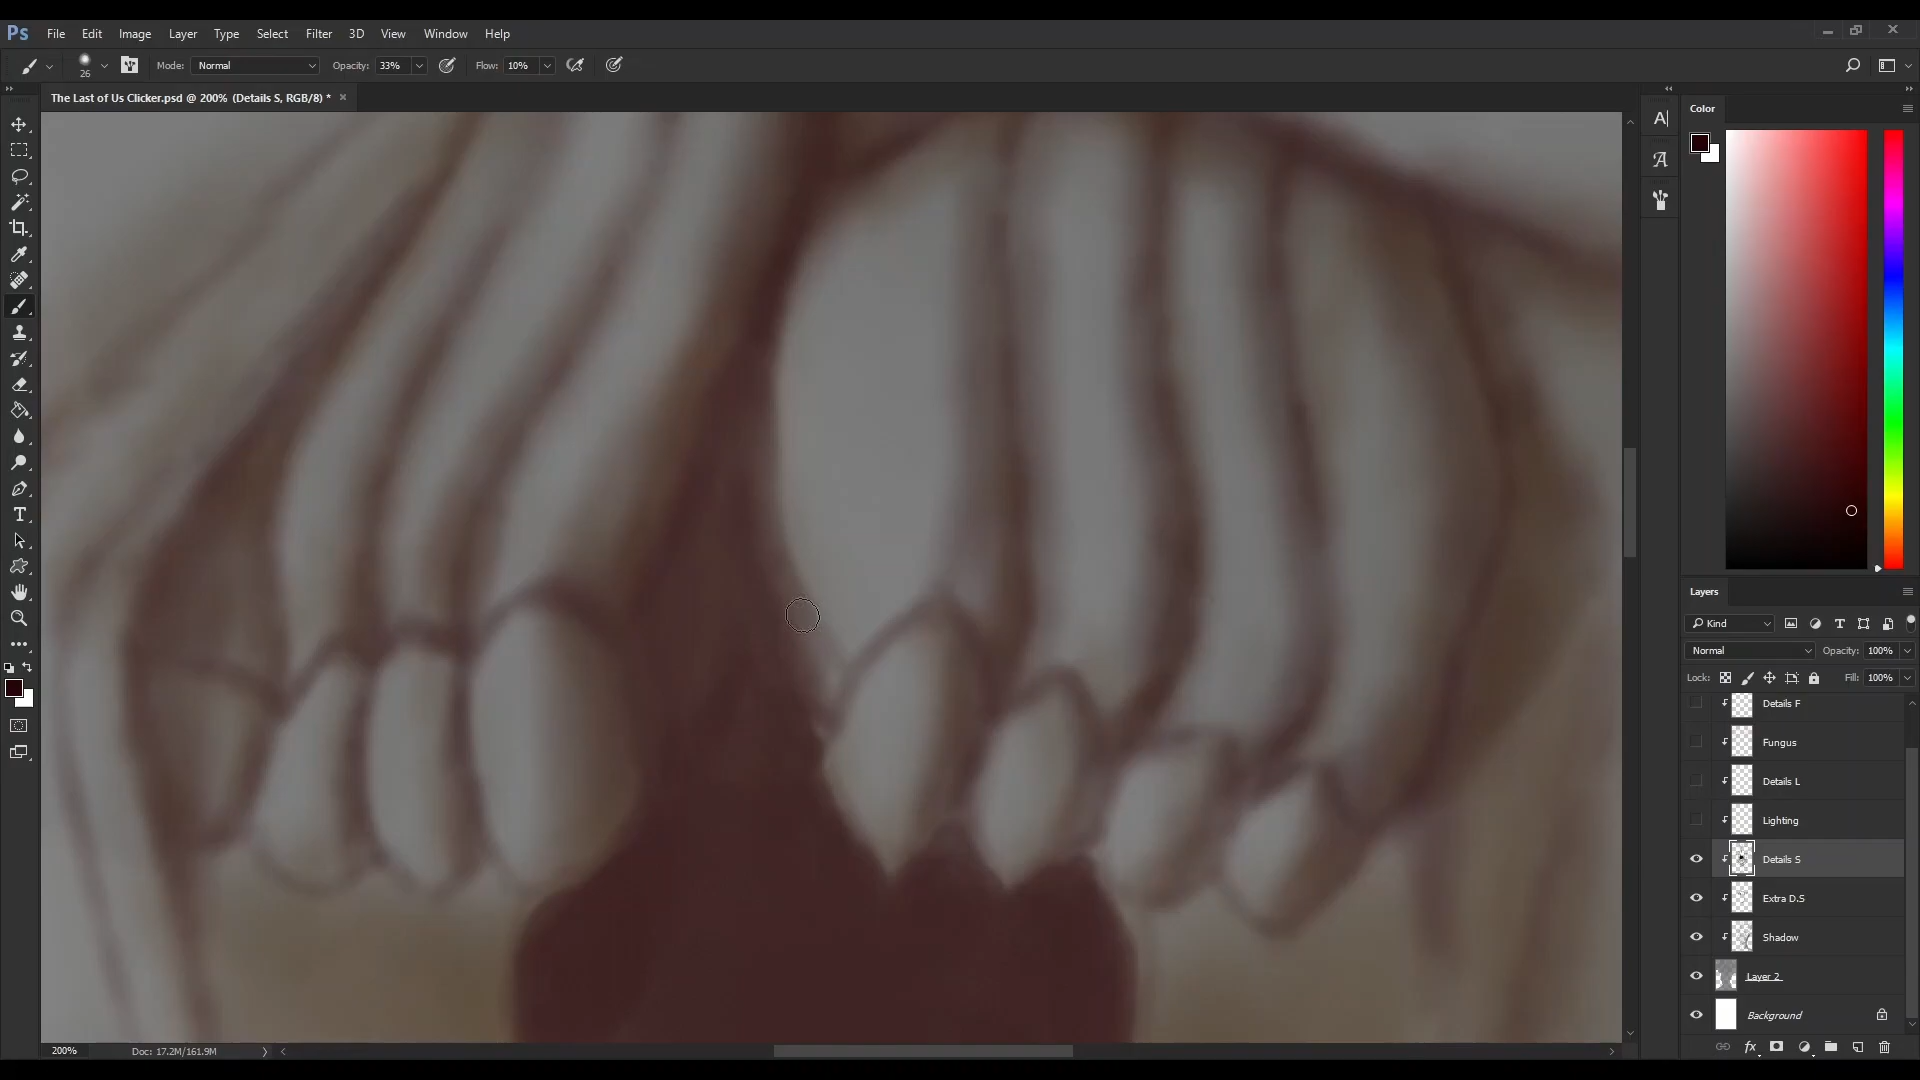 Ps File Edit Image Layer Type Select Filter 3D View Window Help
26 Mode: Normal Opacity: 33% Flow: 10%
The Last of Us Clicker.psd @ 200% (Details S, RGB/8) * ×
Color
Layers
Kind
Normal Opacity: 100%
Lock: Fill: 100%
Details F
Fungus
Details L
Lighting
Details S
Extra D.S
Shadow
Layer 2
Background
200% Doc: 17.2M/161.9M
fx